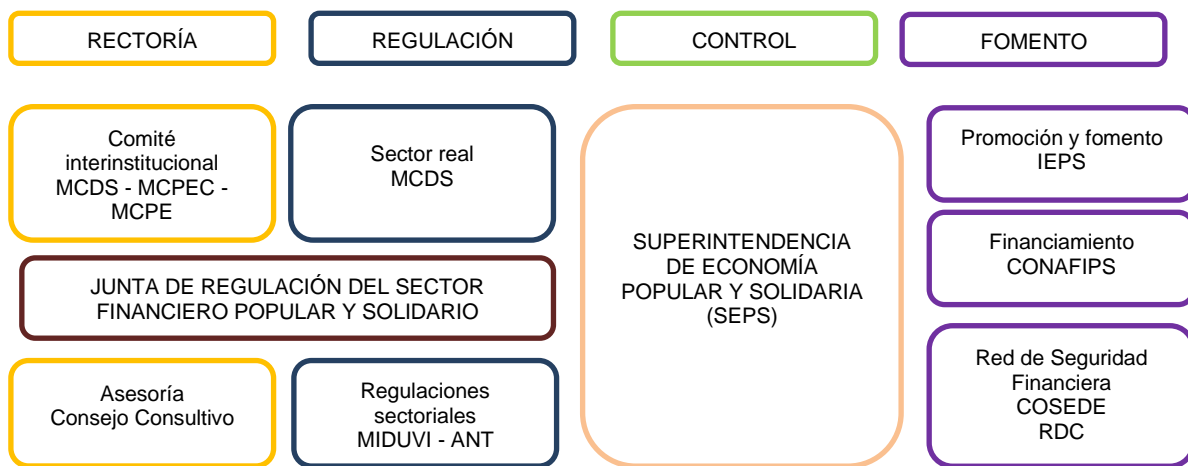 RECTORÍA
REGULACIÓN
CONTROL
FOMENTO
Comité
interinstitucional
MCDS - MCPEC -
MCPE
Sector real
MCDS
JUNTA DE REGULACIÓN DEL SECTOR
FINANCIERO POPULAR Y SOLIDARIO
Asesoría
Consejo Consultivo
Regulaciones
sectoriales
MIDUVI - ANT
SUPERINTENDENCIA
DE ECONOMÍA
POPULAR Y SOLIDARIA
(SEPS)
Promoción y fomento
IEPS
Financiamiento
CONAFIPS
Red de Seguridad
Financiera
COSEDE
RDC